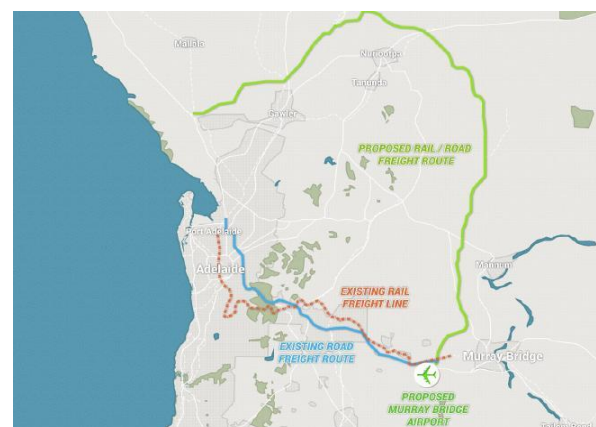 Mallala
Nuriootpa
Tanunda
Gawler
PROPOSED RAIL / ROAD
FREIGHT ROUTE
Port Adelaide
Adelaide
Mannum
EXISTING RAIL
FREIGHT LINE
EXISTING ROAD
FREIGHT ROUTE
Murray Bridge
PROPOSED
MURRAY BRIDGE
AIRPORT